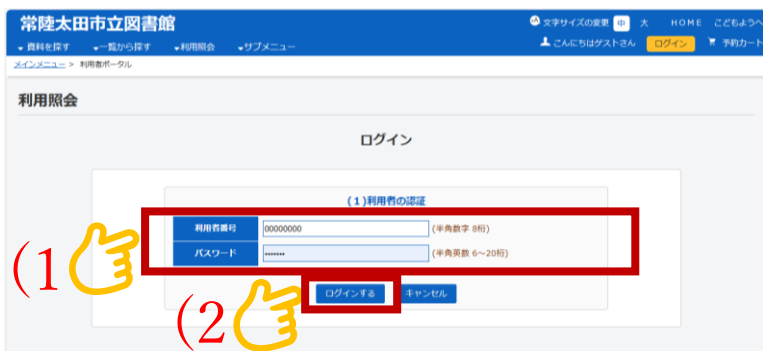 常陸太田市立図書館
文字サイズの変更 中 大 HOME こどもようへ
資料を探す 一覧から探す 利用照会 サブメニュー
こんにちはゲストさん ログイン 予約カート
メインメニュー > 利用者ポータル
利用照会
ログイン
(1)利用者の認証
利用者番号 00000000 (半角数字 8桁)
パスワード ••••••• (半角英数 6～20桁)
(1
ログインする キャンセル
(2